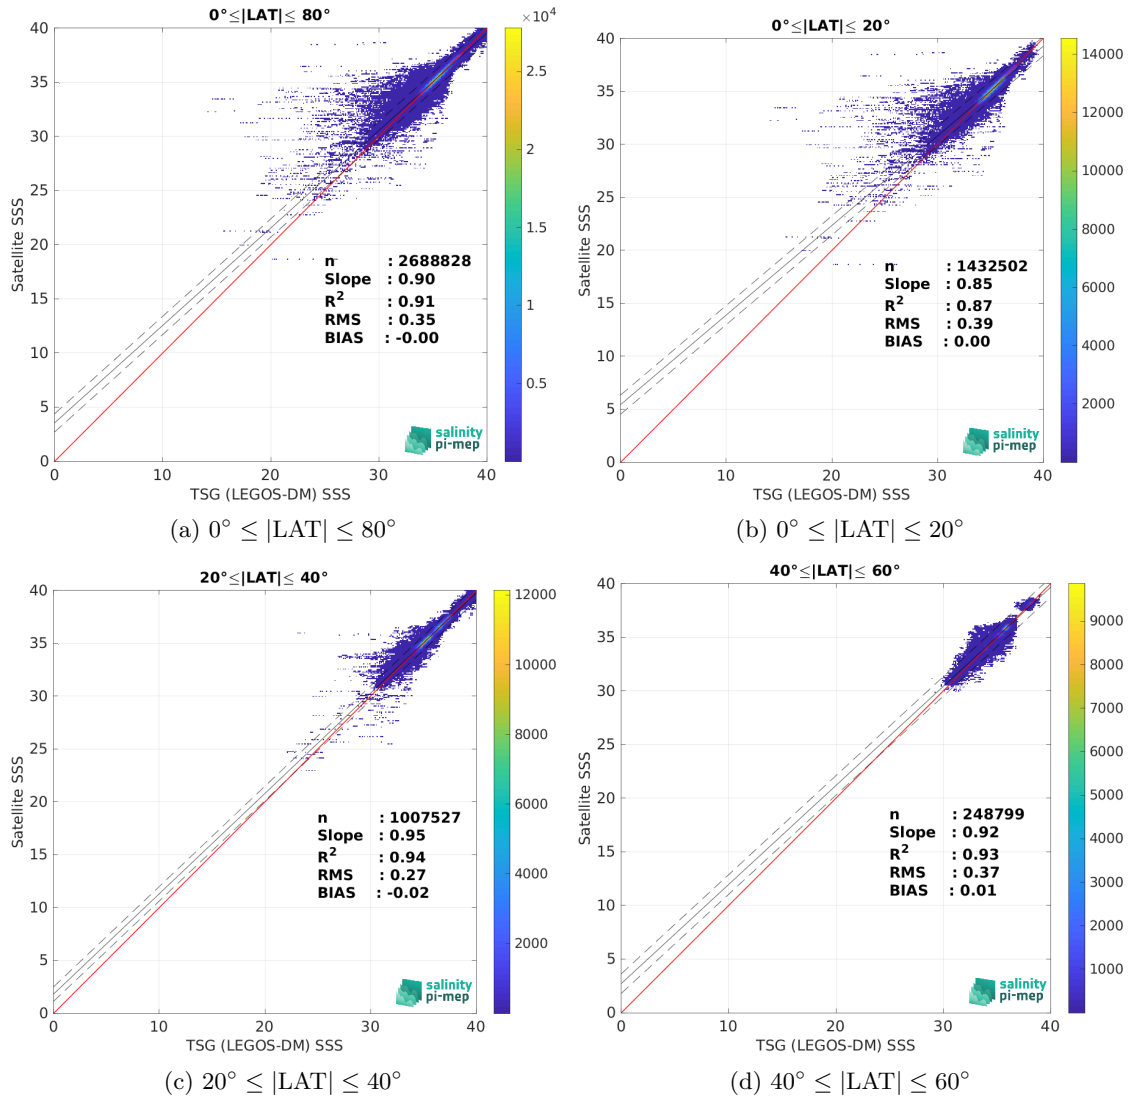 0°≤|LAT|≤ 80°
×10⁴
Satellite SSS
40
35
30
25
20
15
10
5
0
0
10
20
30
40
2.5
2
1.5
1
0.5
n : 2688828
Slope : 0.90
R² : 0.91
RMS : 0.35
BIAS : -0.00
salinity
pi-mep
TSG (LEGOS-DM) SSS
(a) 0° ≤ |LAT| ≤ 80°
0°≤|LAT|≤ 20°
Satellite SSS
40
35
30
25
20
15
10
5
0
0
10
20
30
40
14000
12000
10000
8000
6000
4000
2000
n : 1432502
Slope : 0.85
R² : 0.87
RMS : 0.39
BIAS : 0.00
salinity
pi-mep
TSG (LEGOS-DM) SSS
(b) 0° ≤ |LAT| ≤ 20°
20°≤|LAT|≤ 40°
Satellite SSS
40
35
30
25
20
15
10
5
0
0
10
20
30
40
12000
10000
8000
6000
4000
2000
n : 1007527
Slope : 0.95
R² : 0.94
RMS : 0.27
BIAS : -0.02
salinity
pi-mep
TSG (LEGOS-DM) SSS
(c) 20° ≤ |LAT| ≤ 40°
40°≤|LAT|≤ 60°
Satellite SSS
40
35
30
25
20
15
10
5
0
0
10
20
30
40
9000
8000
7000
6000
5000
4000
3000
2000
1000
n : 248799
Slope : 0.92
R² : 0.93
RMS : 0.37
BIAS : 0.01
salinity
pi-mep
TSG (LEGOS-DM) SSS
(d) 40° ≤ |LAT| ≤ 60°